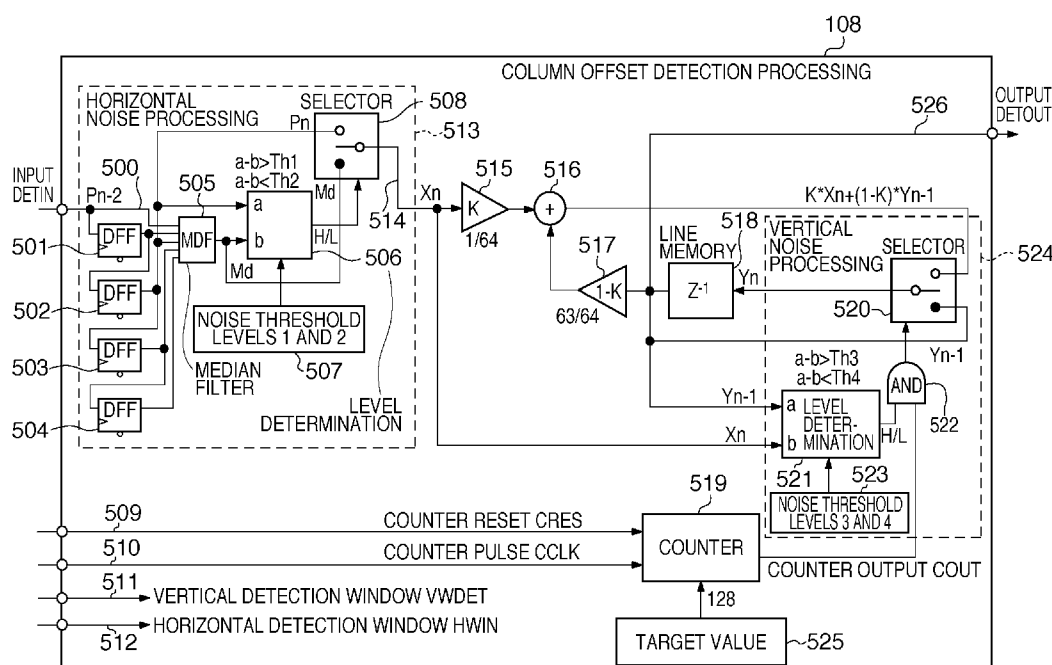 108
COLUMN OFFSET DETECTION PROCESSING
HORIZONTAL
NOISE PROCESSING
SELECTOR
508
Pn
513
526
OUTPUT
DETOUT
INPUT
DETIN
500
Pn-2
505
a-b>Th1
a-b<Th2
Md
a
b
H/L
514
Xn
515
K
1/64
516
+
K*Xn+(1-K)*Yn-1
501
DFF
MDF
Md
506
502
DFF
503
DFF
504
DFF
NOISE THRESHOLD
LEVELS 1 AND 2
507
MEDIAN
FILTER
LEVEL
DETERMINATION
517
1-K
63/64
LINE
MEMORY
518
Z-1
Yn
VERTICAL
NOISE
PROCESSING
SELECTOR
524
520
Yn-1
a-b>Th3
a-b<Th4
AND
522
Yn-1
Xn
a
b
LEVEL
DETER-
MINATION
H/L
521
523
NOISE THRESHOLD
LEVELS 3 AND 4
509
COUNTER RESET CRES
510
COUNTER PULSE CCLK
519
COUNTER
COUNTER OUTPUT COUT
511
VERTICAL DETECTION WINDOW VWDET
512
HORIZONTAL DETECTION WINDOW HWIN
128
TARGET VALUE
525